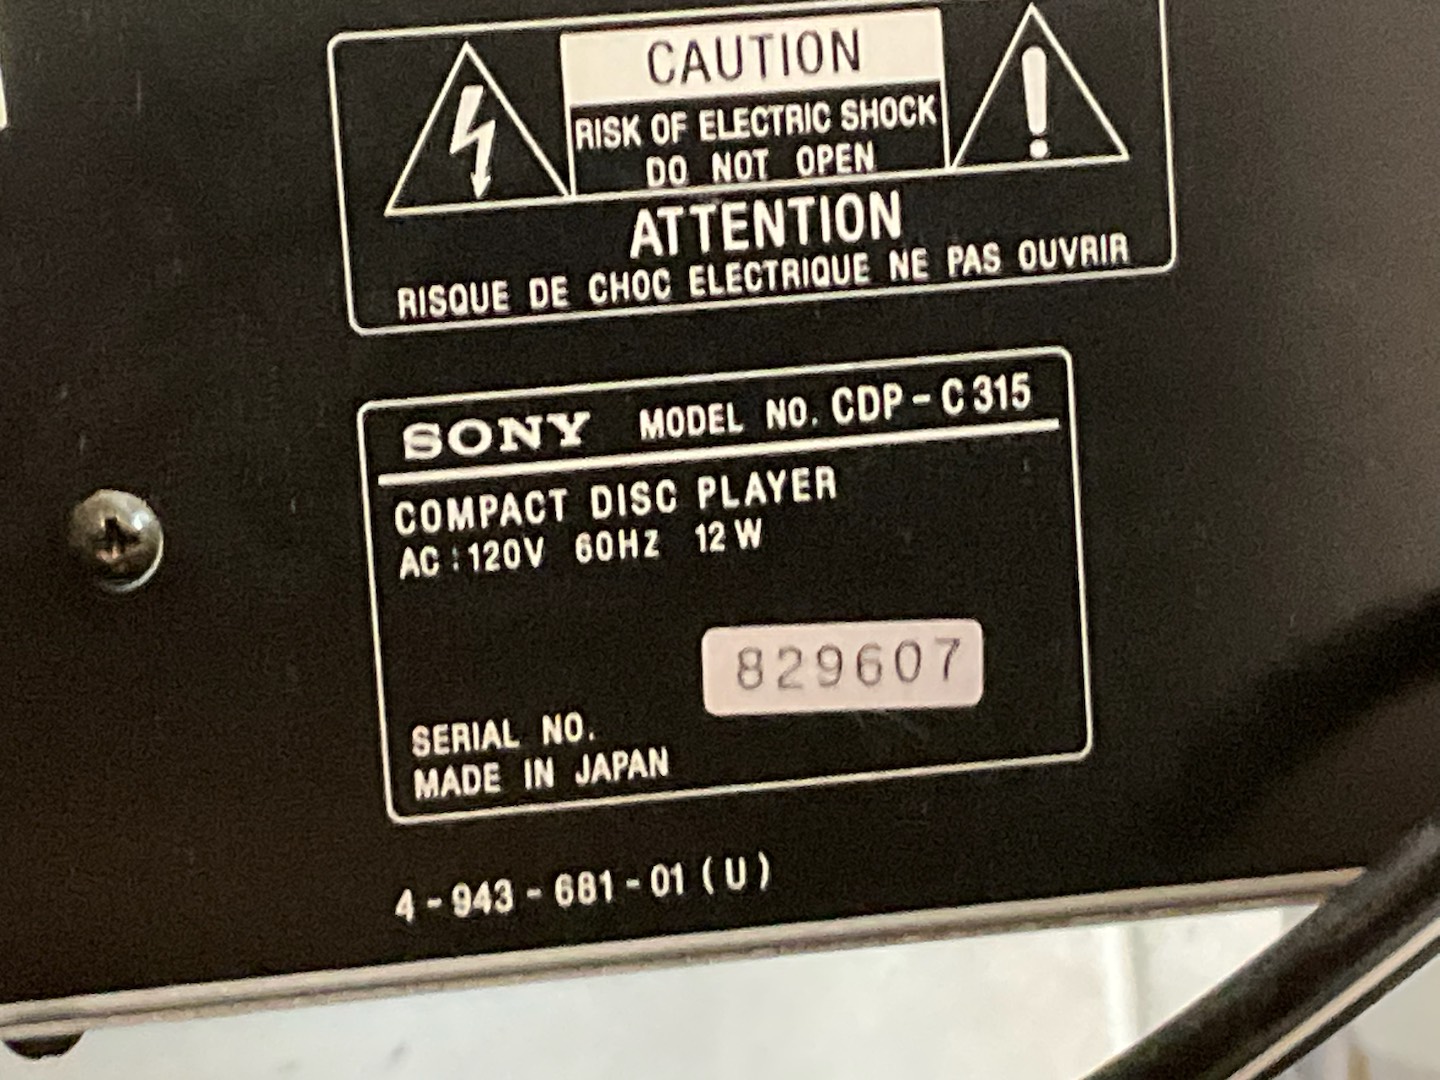 CAUTION
RISK OF ELECTRIC SHOCK
DO NOT OPEN
ATTENTION
RISQUE DE CHOC ELECTRIQUE NE PAS OUVRIR
SONY MODEL NO. CDP-C315
COMPACT DISC PLAYER
AC:120V 60Hz 12W
829607
SERIAL NO.
MADE IN JAPAN
4-943-681-01(U)